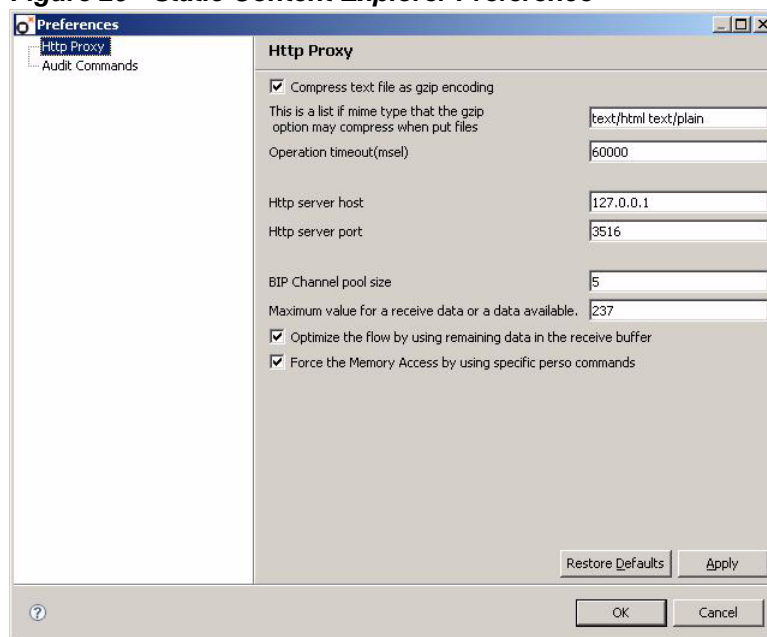 Preferences
Http Proxy
Audit Commands
Http Proxy
Compress text file as gzip encoding
This is a list if mime type that the gzip
option may compress when put files
text/html text/plain
Operation timeout(msel)
60000
Http server host
127.0.0.1
Http server port
3516
BIP Channel pool size
5
Maximum value for a receive data or a data available.
237
Optimize the flow by using remaining data in the receive buffer
Force the Memory Access by using specific perso commands
Restore Defaults
Apply
?
OK
Cancel